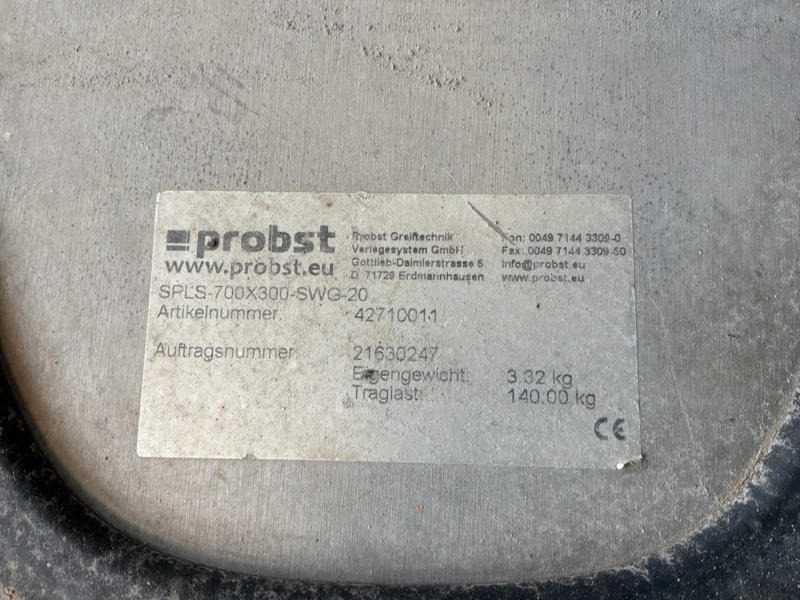 probst
www.probst.eu
Probst Greiftechnik
Verlegesystem GmbH
Gottlieb-Daimlerstrasse 6
D 71729 Erdmannhausen
Fon: 0049 7144 3309-0
Fax: 0049 7144 3309-50
info@probst.eu
www.probst.eu
SPLS-700X300-SWG-20
Artikelnummer: 42710011
Auftragsnummer: 21630247
Eigengewicht: 3.32 kg
Traglast: 140.00 kg
CE